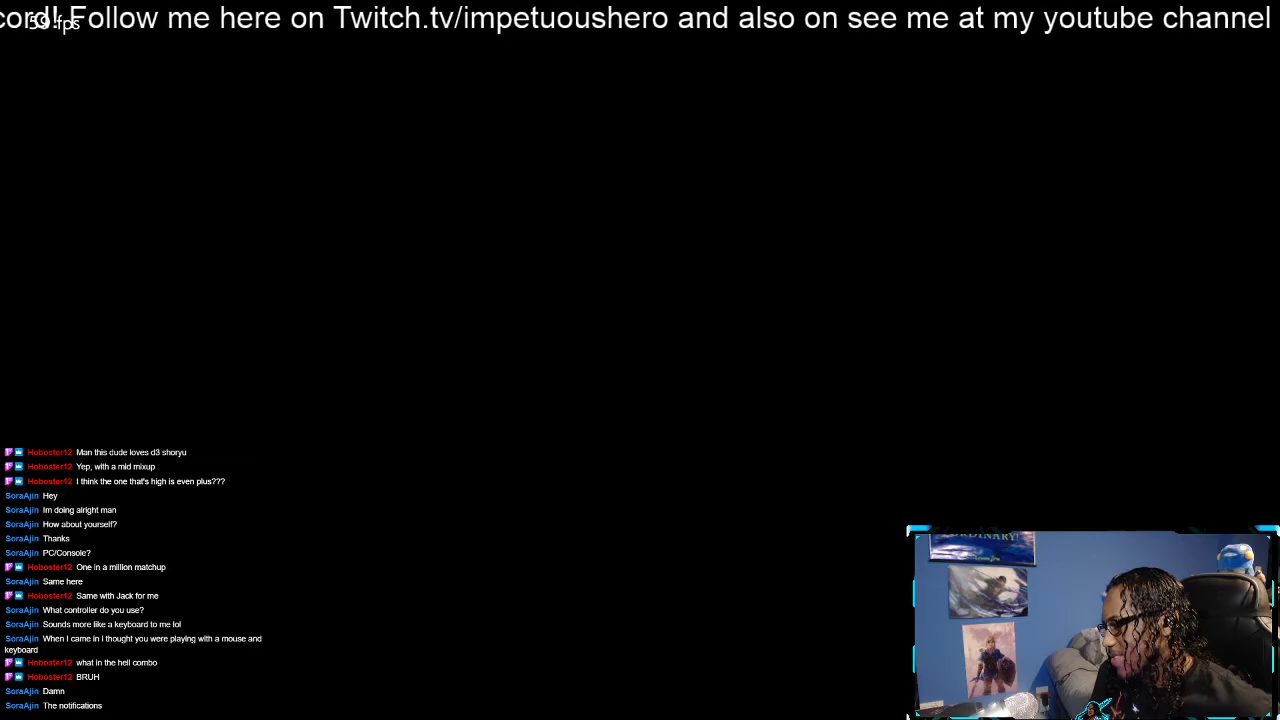 cord! Follow me here on Twitch.tv/impetuoushero and also on see me at my youtube channel
59 fps
Hoboster12 Man this dude loves d3 shoryu
Hoboster12 Yep, with a mid mixup
Hoboster12 I think the one that's high is even plus???
SoraAjin Hey
SoraAjin Im doing alright man
SoraAjin How about yourself?
SoraAjin Thanks
SoraAjin PC/Console?
Hoboster12 One in a million matchup
SoraAjin Same here
Hoboster12 Same with Jack for me
SoraAjin What controller do you use?
SoraAjin Sounds more like a keyboard to me lol
SoraAjin When I came in i thought you were playing with a mouse and
keyboard
Hoboster12 what in the hell combo
Hoboster12 BRUH
SoraAjin Damn
SoraAjin The notifications
ORDINARY!